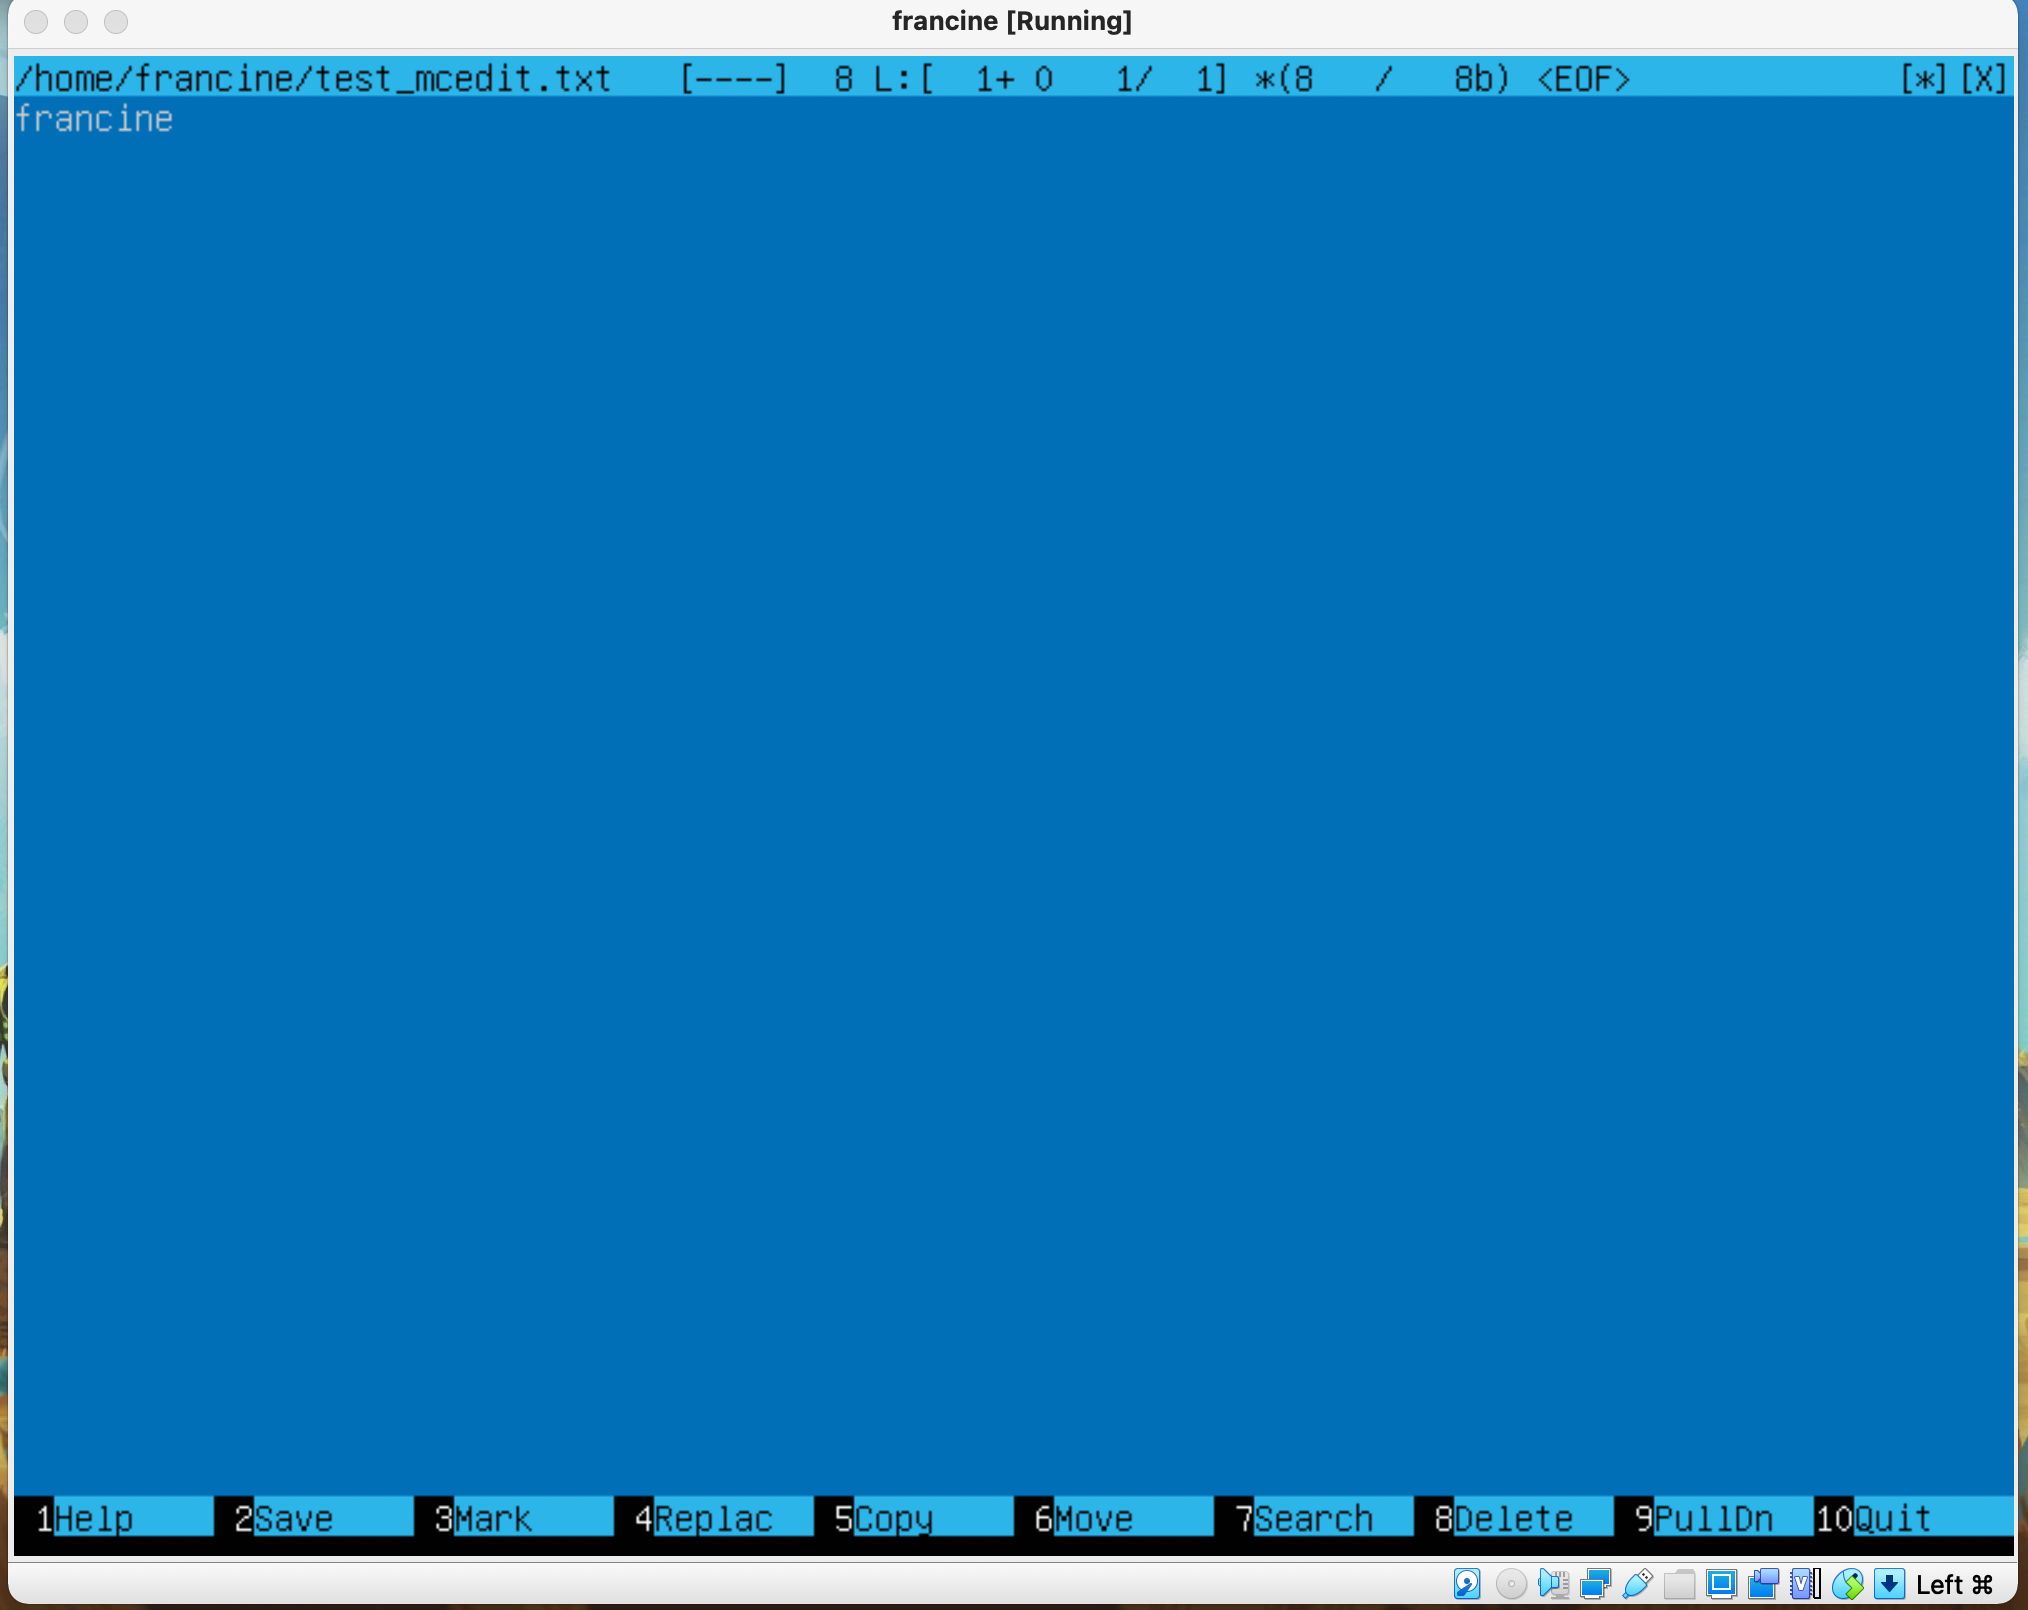 francine [Running]
/home/francine/test_mcedit.txt   [----]  8 L:[  1+ 0   1/  1] *(8   /   8b) <EOF>   [*][X]
francine
1Help 2Save 3Mark 4Replac 5Copy 6Move 7Search 8Delete 9PullDn 10Quit
Left ⌘